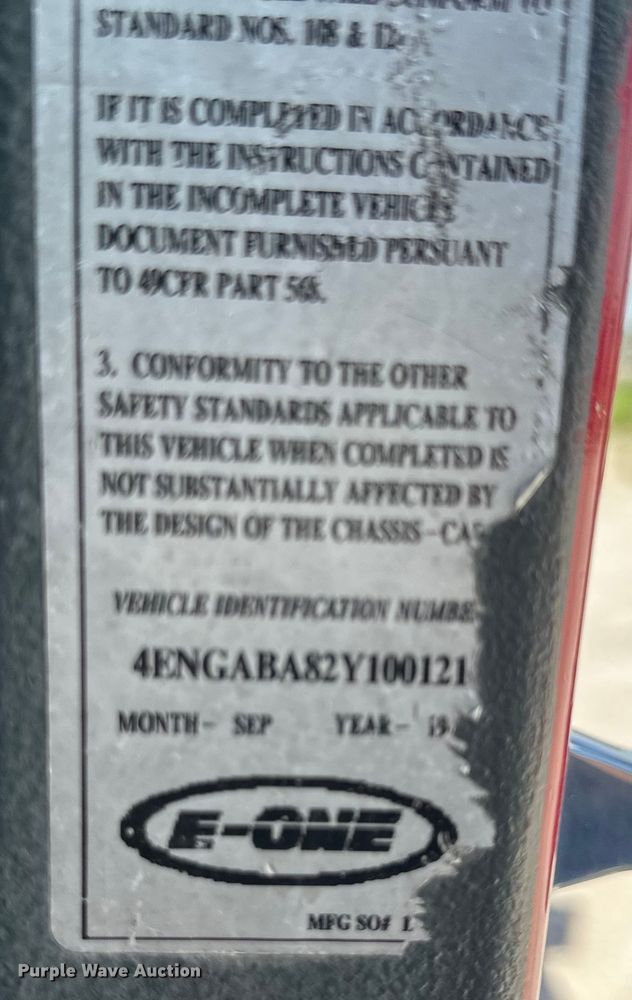 STANDARD NOS. 108 & 12
IF IT IS COMPLETED IN ACCORDANCE
WITH THE INSTRUCTIONS CONTAINED
IN THE INCOMPLETE VEHICLE
DOCUMENT FURNISHED PERSUANT
TO 49CFR PART 568.
3. CONFORMITY TO THE OTHER
SAFETY STANDARDS APPLICABLE TO
THIS VEHICLE WHEN COMPLETED IS
NOT SUBSTANTIALLY AFFECTED BY
THE DESIGN OF THE CHASSIS-CA
VEHICLE IDENTIFICATION NUMBE
4ENGABA82Y100121
MONTH- SEP YEAR- 19
E-ONE
MFG SO#
Purple Wave Auction